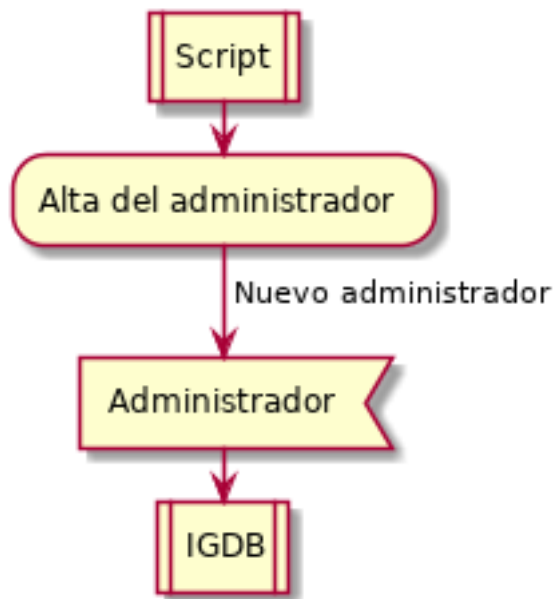 Script
Alta del administrador
Nuevo administrador
Administrador
IGDB